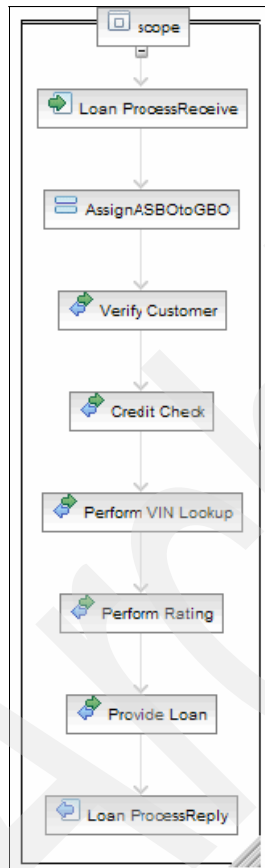 scope
Loan ProcessReceive
AssignASBOtoGBO
Verify Customer
Credit Check
Perform VIN Lookup
Perform Rating
Provide Loan
Loan ProcessReply